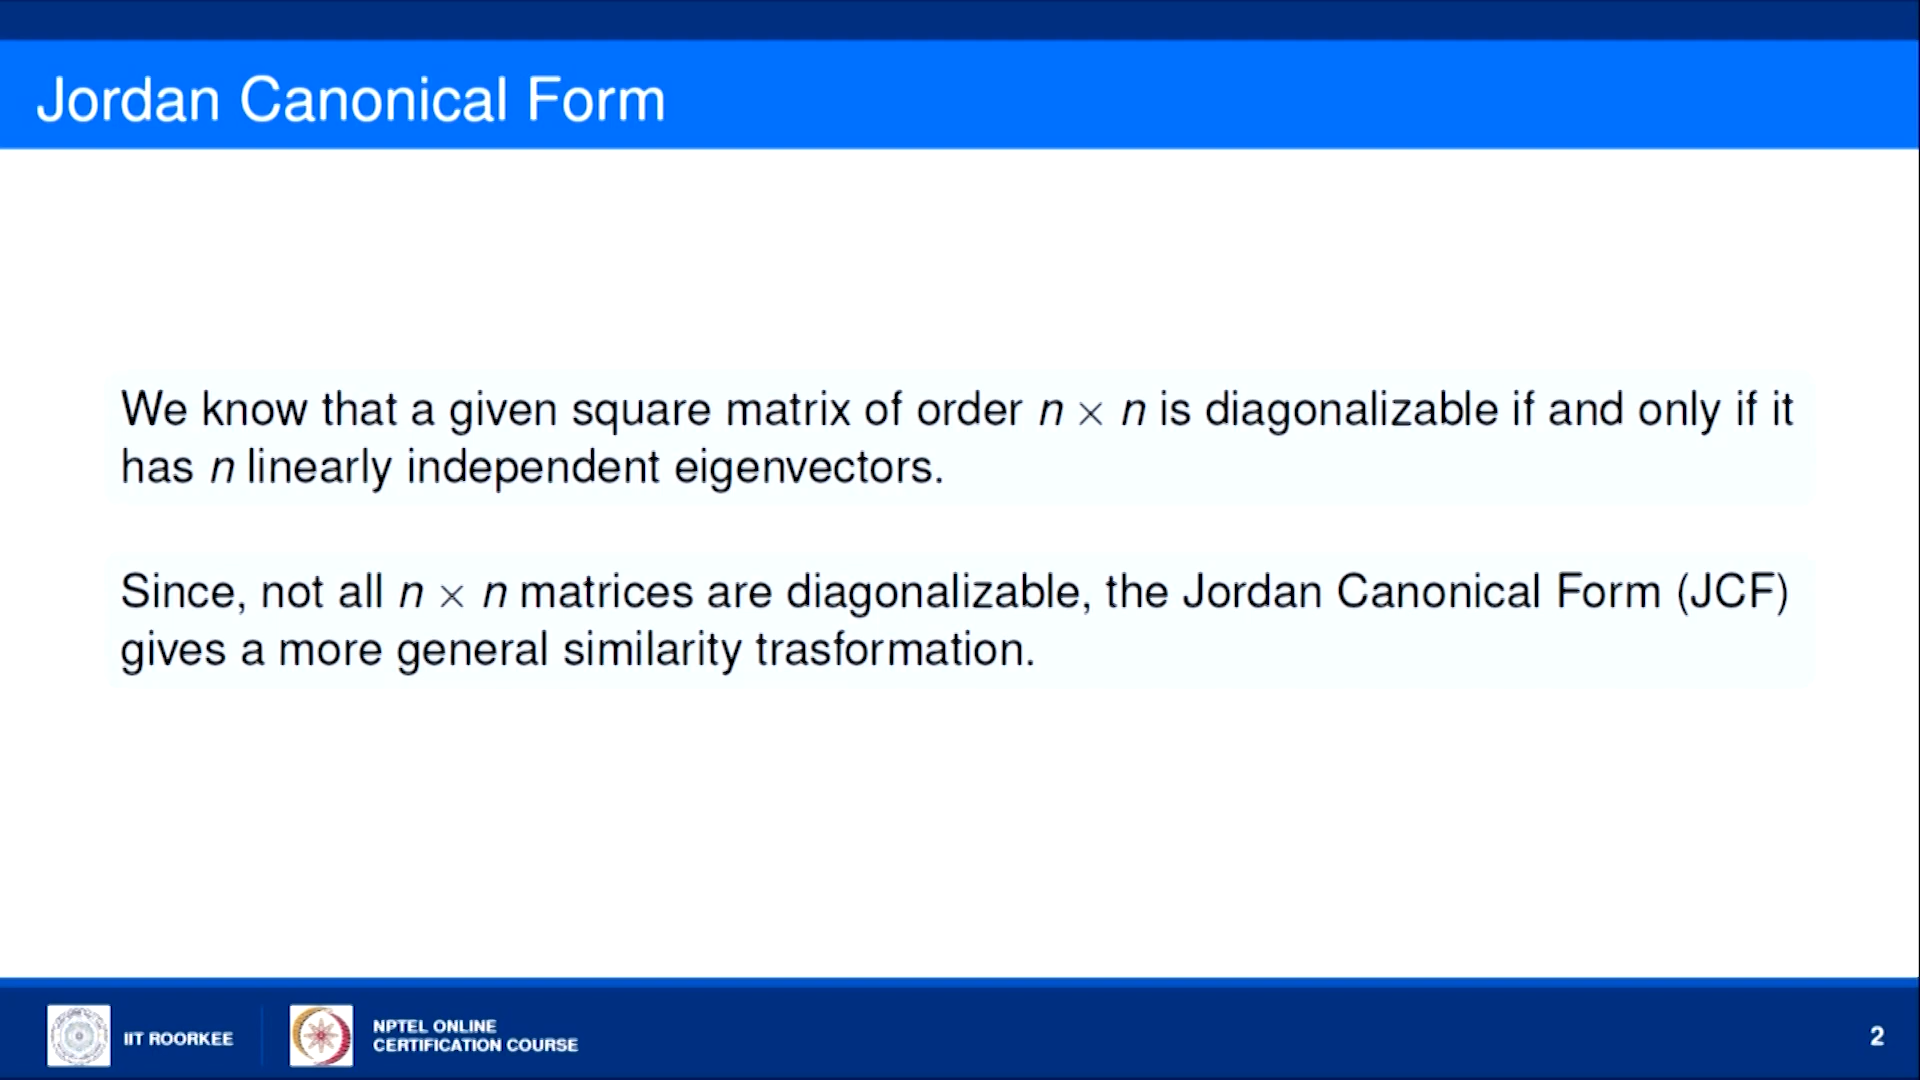 Jordan Canonical Form
We know that a given square matrix of order n × n is diagonalizable if and only if it
has n linearly independent eigenvectors.
Since, not all n × n matrices are diagonalizable, the Jordan Canonical Form (JCF)
gives a more general similarity trasformation.
IIT ROORKEE
NPTEL ONLINE
CERTIFICATION COURSE
2